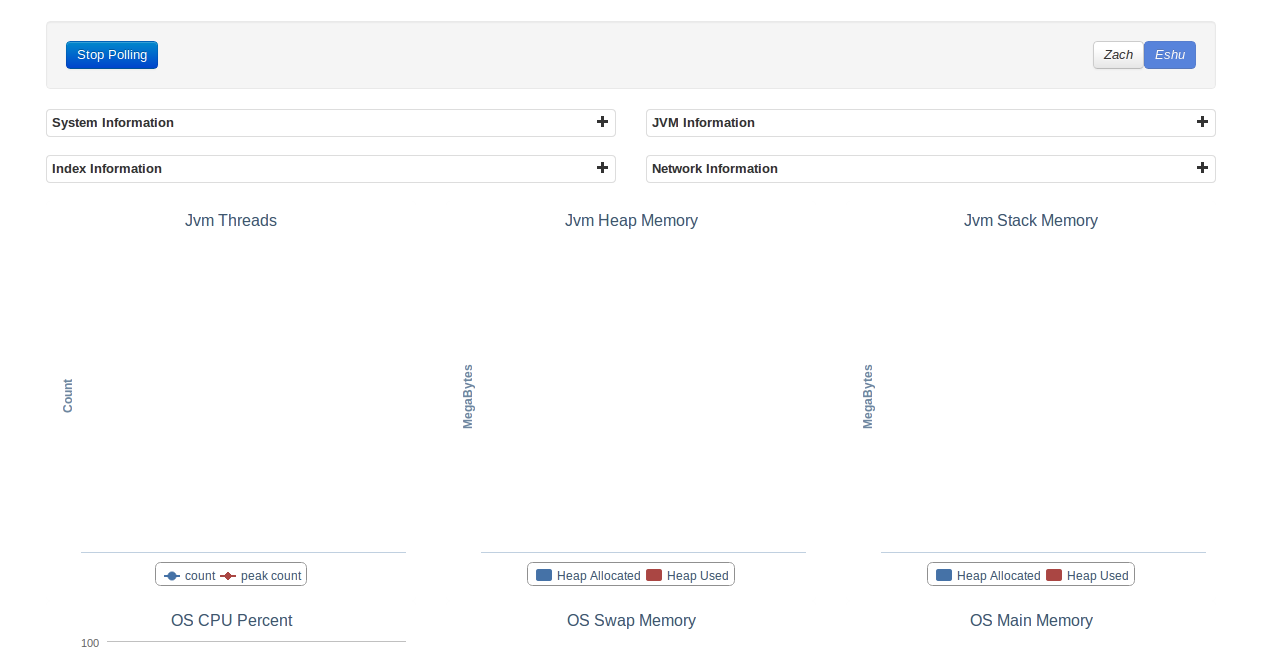 Stop Polling
Zach Eshu
System Information
JVM Information
Index Information
Network Information
Jvm Threads
Jvm Heap Memory
Jvm Stack Memory
Count
MegaBytes
MegaBytes
count peak count
Heap Allocated Heap Used
Heap Allocated Heap Used
OS CPU Percent
OS Swap Memory
OS Main Memory
100